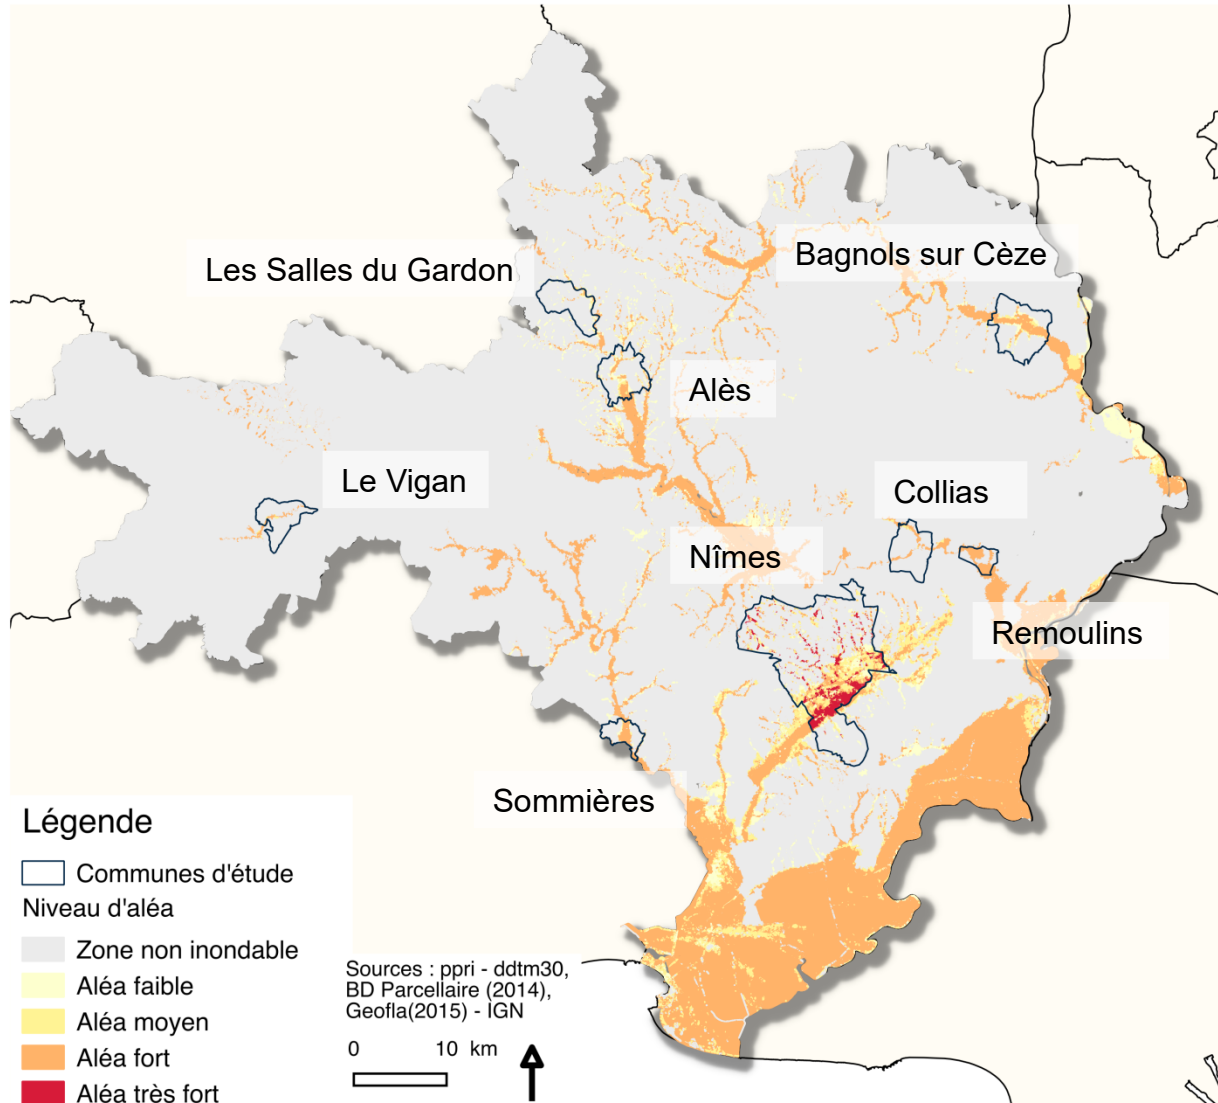 Bagnols sur Cèze
Les Salles du Gardon
Alès
Le Vigan
Collias
Nîmes
Remoulins
Sommières
Légende
Communes d'étude
Niveau d'aléa
Zone non inondable
Aléa faible
Aléa moyen
Aléa fort
Aléa très fort
Sources : ppri - ddtm30,
BD Parcellaire (2014),
Geofla(2015) - IGN
0 10 km